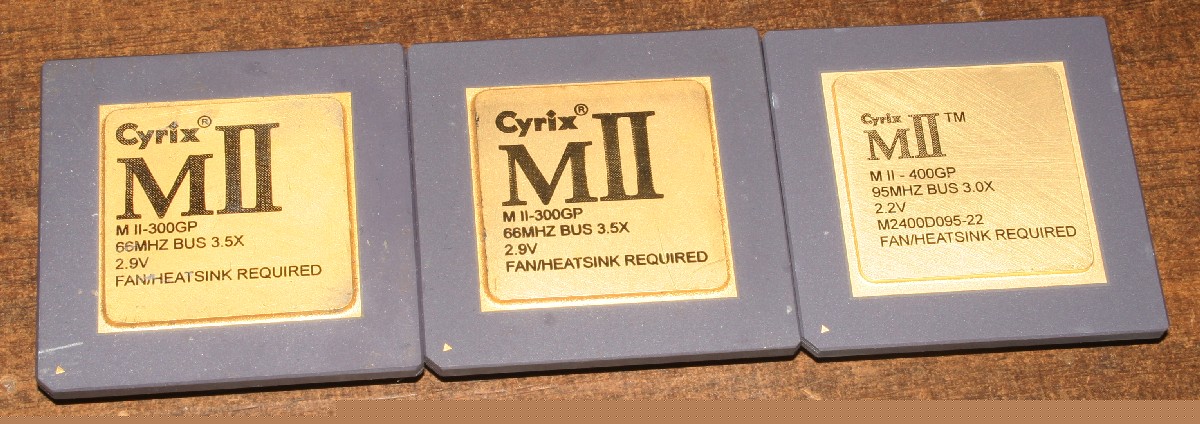 Cyrix®
MII
M II-300GP
66MHZ BUS 3.5X
2.9V
FAN/HEATSINK REQUIRED
Cyrix®
MII
M II-300GP
66MHZ BUS 3.5X
2.9V
FAN/HEATSINK REQUIRED
Cyrix
MII™
M II - 400GP
95MHZ BUS 3.0X
2.2V
M2400D095-22
FAN/HEATSINK REQUIRED